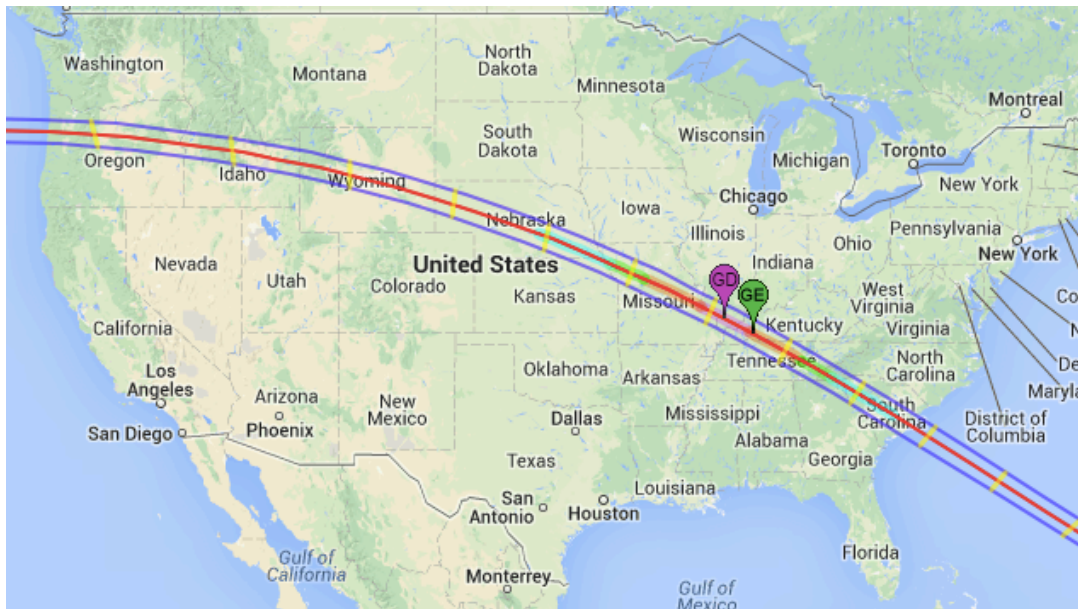 Washington
Montana
North
Dakota
Minnesota
Montreal
Oregon
Idaho
Wyoming
South
Dakota
Wisconsin
Michigan
Toronto
New York
Chicago
Iowa
Nebraska
Illinois
Ohio
Pennsylvania
New York
Nevada
Utah
Colorado
United States
Kansas
Missouri
Indiana
GD
GE
West
Virginia
Kentucky
Virginia
California
Los
Angeles
San Diego
Arizona
Phoenix
New
Mexico
Oklahoma
Arkansas
Tennessee
North
Carolina
South
Carolina
District of
Columbia
Maryla
De
N
Co
Dallas
Mississippi
Alabama
Georgia
Texas
Louisiana
San
Antonio
Houston
Florida
Gulf of
California
Monterrey
Gulf of
Mexico